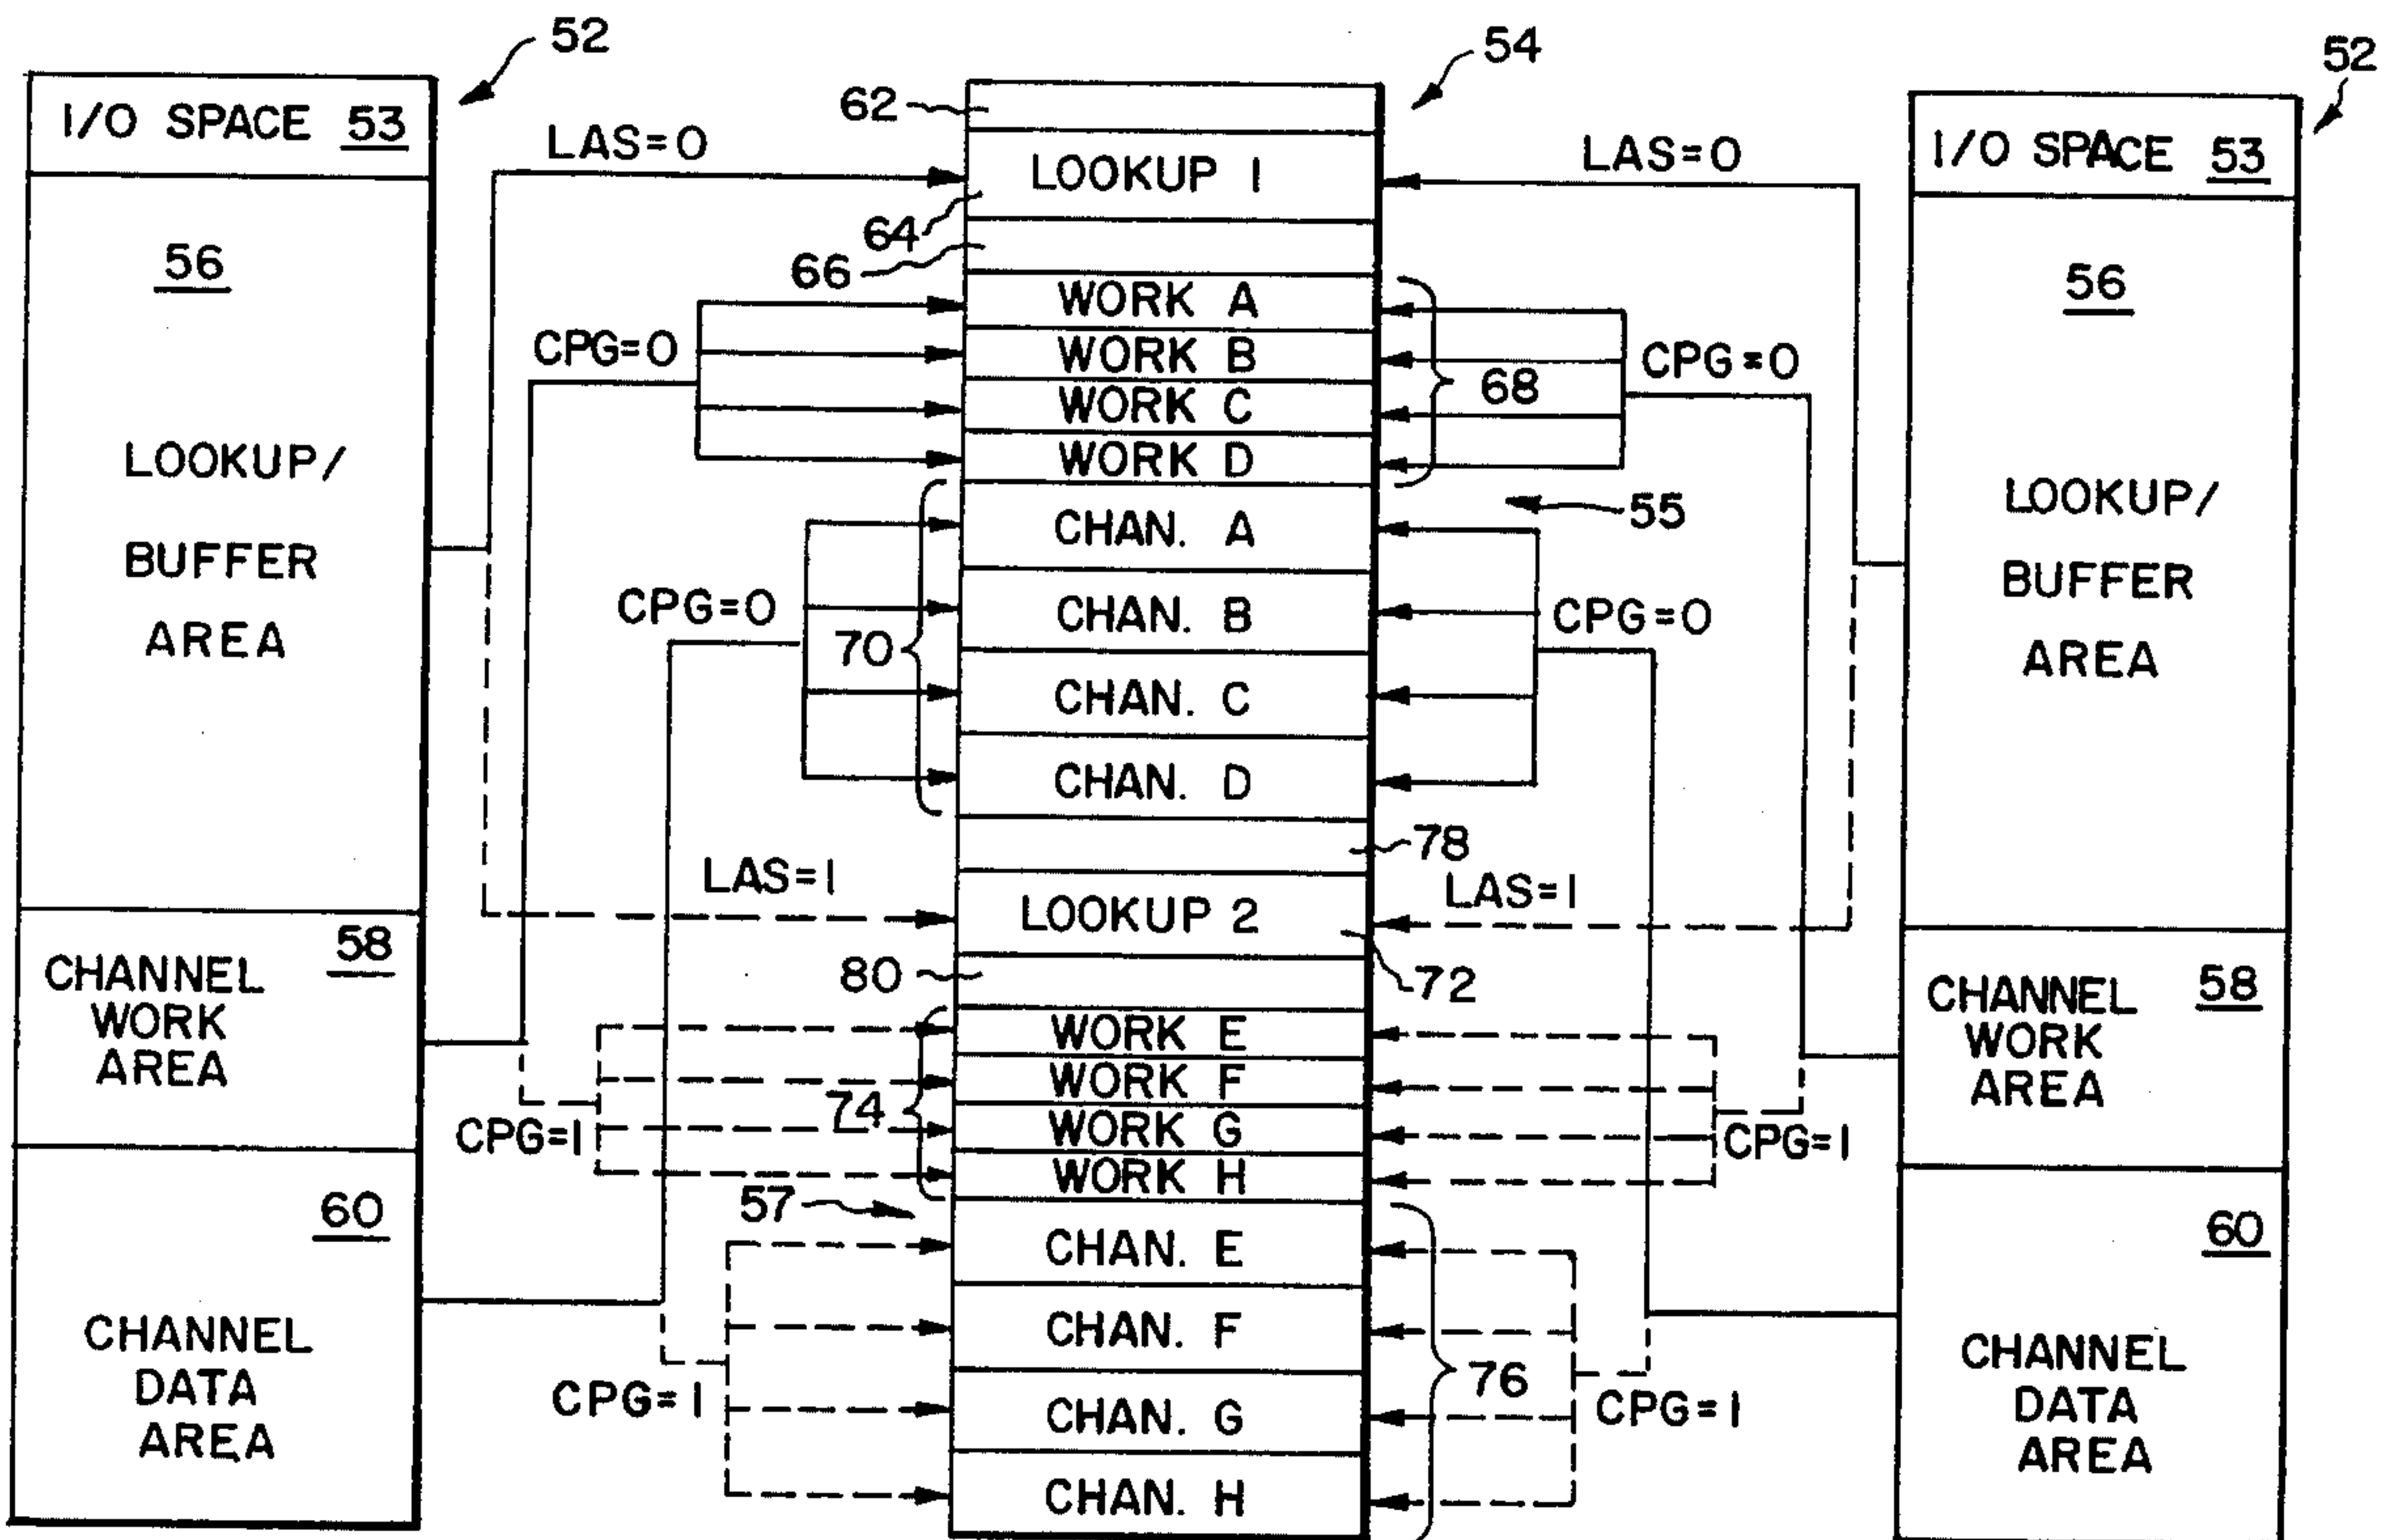 52
I/O SPACE 53
56
LOOKUP/
BUFFER
AREA
58
CHANNEL
WORK
AREA
60
CHANNEL
DATA
AREA
LAS=0
CPG=0
CPG=0
LAS=1
CPG=1
CPG=1
54
62
LOOKUP 1
64
66
WORK A
WORK B
WORK C
WORK D
68
55
CHAN. A
CHAN. B
CHAN. C
CHAN. D
70
78
LOOKUP 2
72
80
WORK E
WORK F
WORK G
WORK H
74
57
CHAN. E
CHAN. F
CHAN. G
CHAN. H
76
LAS=0
CPG=0
CPG=0
LAS=1
CPG=1
CPG=1
52
I/O SPACE 53
56
LOOKUP/
BUFFER
AREA
58
CHANNEL
WORK
AREA
60
CHANNEL
DATA
AREA